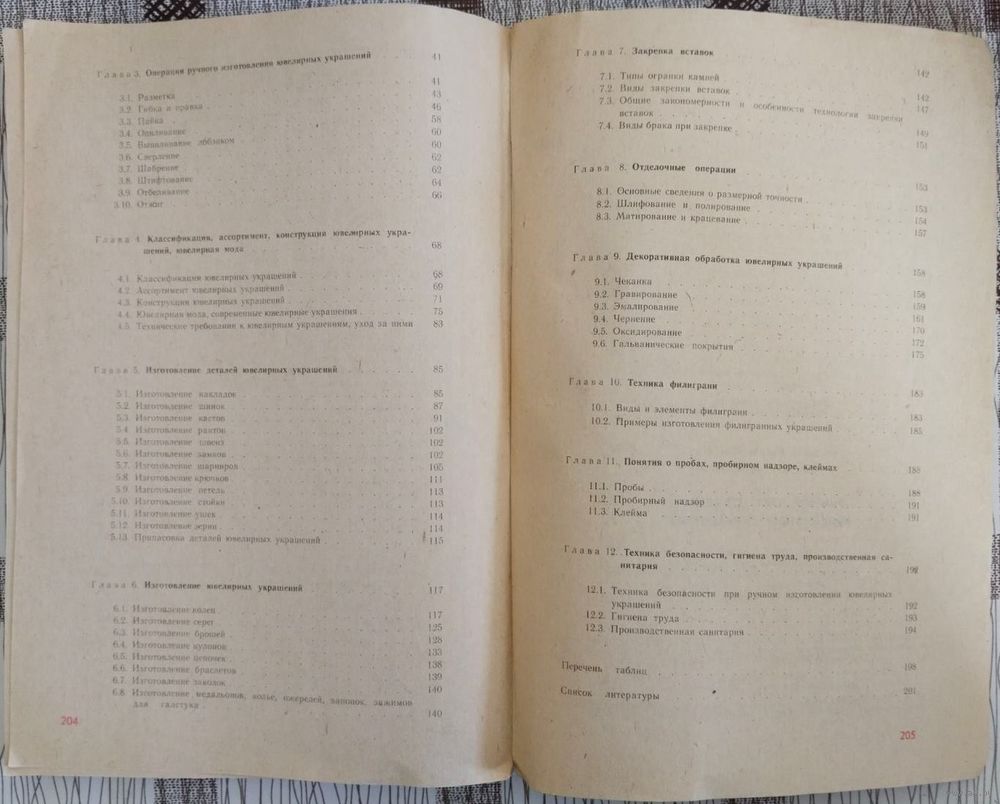 Глава 3. Операция ручного изготовления ювелирных украшений 41
3.1. Разметка 41
3.2. Гибка и правка 43
3.3. Пайка 46
3.4. Опиливание 58
3.5. Выпиливание лобзиком 60
3.6. Сверление 60
3.7. Шабрение 62
3.8. Штифтование 62
3.9. Отбеливание 64
3.10. Отжиг 66
Глава 4. Классификация, ассортимент, конструкция ювелирных укра-
шений, ювелирная мода 68
4.1. Классификация ювелирных украшений 68
4.2. Ассортимент ювелирных украшений 69
4.3. Конструкция ювелирных украшений 71
4.4. Ювелирная мода, современные ювелирные украшения 75
4.5. Технические требования к ювелирным украшениям, уход за ними 83
Глава 5. Изготовление деталей ювелирных украшений 85
5.1. Изготовление накладок 85
5.2. Изготовление шинок 87
5.3. Изготовление кастов 91
5.4. Изготовление рантов 102
5.5. Изготовление швенз 102
5.6. Изготовление замков 102
5.7. Изготовление шарниров 105
5.8. Изготовление крючков 111
5.9. Изготовление петель 113
5.10. Изготовление стойки 113
5.11. Изготовление ушек 114
5.12. Изготовление зерни 114
5.13. Припасовка деталей ювелирных украшений 115
Глава 6. Изготовление ювелирных украшений 117
6.1. Изготовление колец 117
6.2. Изготовление серег 125
6.3. Изготовление брошей 128
6.4. Изготовление кулонов 133
6.5. Изготовление цепочек 138
6.6. Изготовление браслетов 139
6.7. Изготовление заколок 140
6.8. Изготовление медальонов, колье, ожерелей, запонок, зажимов
для галстука 140
204
Глава 7. Закрепка вставок 142
7.1. Типы огранки камней 142
7.2. Виды закрепки вставок 147
7.3. Общие закономерности и особенности технологии закрепки
вставок 149
7.4. Виды брака при закрепке 151
Глава 8. Отделочные операции 153
8.1. Основные сведения о размерной точности 153
8.2. Шлифование и полирование 154
8.3. Матирование и крацевание 157
Глава 9. Декоративная обработка ювелирных украшений 158
9.1. Чеканка 158
9.2. Гравирование 159
9.3. Эмалирование 161
9.4. Чернение 170
9.5. Оксидирование 172
9.6. Гальванические покрытия 175
Глава 10. Техника филиграни 183
10.1. Виды и элементы филиграни 183
10.2. Примеры изготовления филигранных украшений 185
Глава 11. Понятия о пробах, пробирном надзоре, клеймах 188
11.1. Пробы 188
11.2. Пробирный надзор 191
11.3. Клейма 191
Глава 12. Техника безопасности, гигиена труда, производственная са-
нитария 192
12.1. Техника безопасности при ручном изготовлении ювелирных
украшений 192
12.2. Гигиена труда 193
12.3. Производственная санитария 194
Перечень таблиц 198
Список литературы 201
205